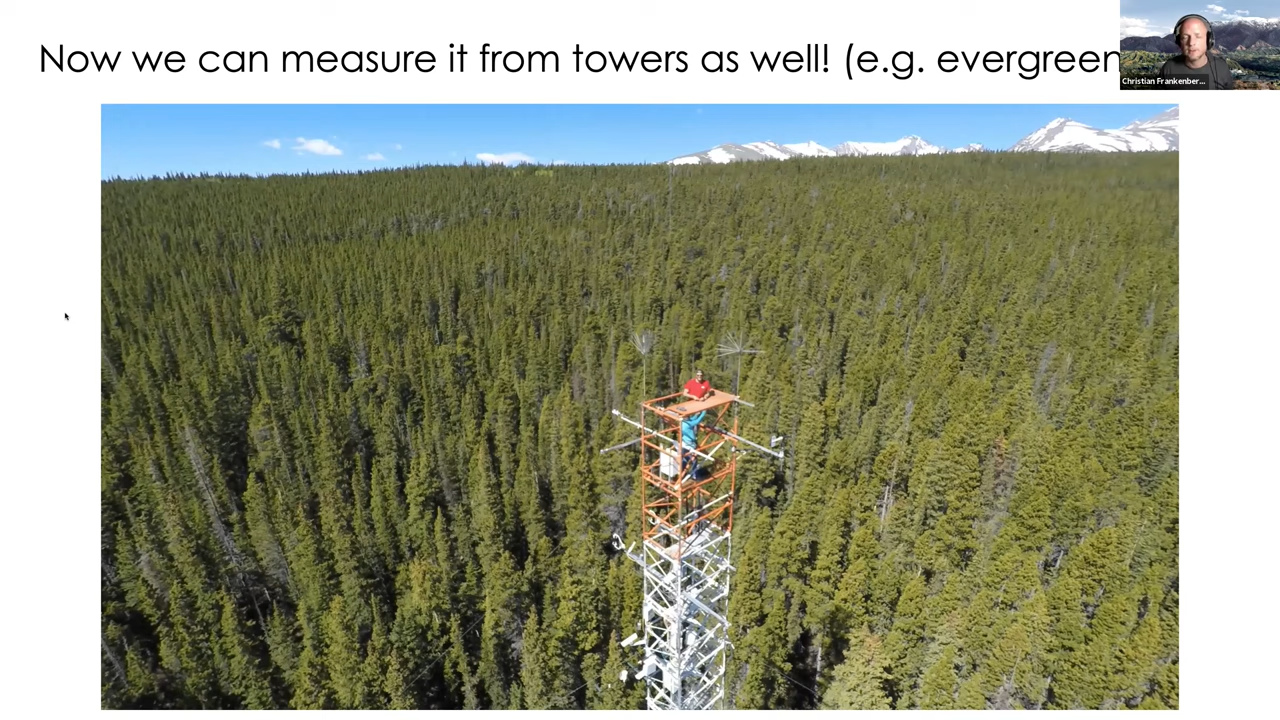 Now we can measure it from towers as well! (e.g. evergreen
Christian Frankenber...